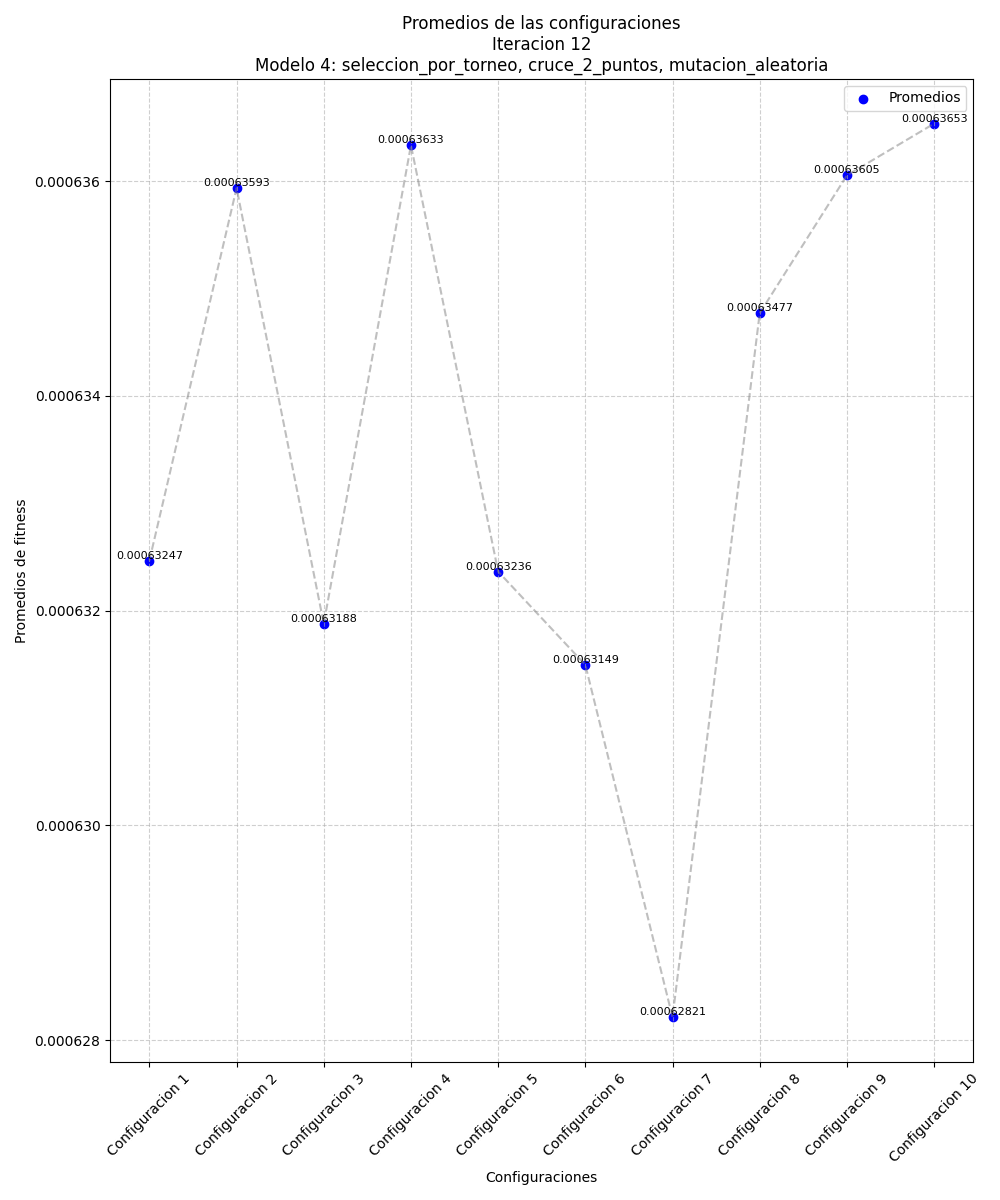 Promedios de las configuraciones
Iteracion 12
Modelo 4: seleccion_por_torneo, cruce_2_puntos, mutacion_aleatoria
Promedios
0.00063653
0.00063633
0.00063605
0.00063593
0.00063477
0.00063247
0.00063236
0.00063188
0.00063149
0.00062821
0.000636
0.000634
0.000632
0.000630
0.000628
Promedios de fitness
Configuracion 1
Configuracion 2
Configuracion 3
Configuracion 4
Configuracion 5
Configuracion 6
Configuracion 7
Configuracion 8
Configuracion 9
Configuracion 10
Configuraciones